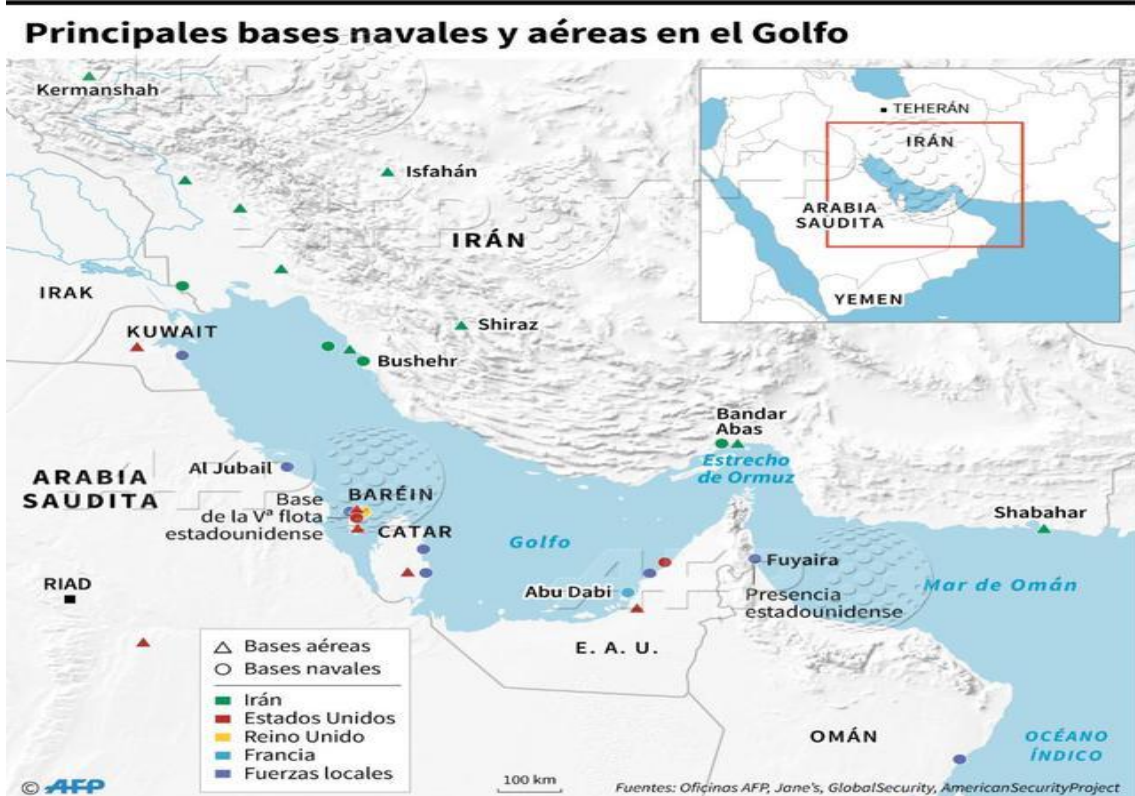 Principales bases navales y aéreas en el Golfo
Kermanshah
Isfahán
IRÁN
IRAK
KUWAIT
Shiraz
Bushehr
TEHERÁN
IRÁN
ARABIA
SAUDITA
YEMEN
Bandar
Abas
Estrecho
de Ormuz
Shabahar
Al Jubail
ARABIA
SAUDITA
Base
de la Vª flota
estadounidense
BARÉIN
CATAR
Golfo
RIAD
Abu Dabi
Fuyaira
Presencia
estadounidense
Mar de Omán
E. A. U.
OMÁN
OCÉANO
ÍNDICO
Bases aéreas
Bases navales
Irán
Estados Unidos
Reino Unido
Francia
Fuerzas locales
© AFP
100 km
Fuentes: Oficinas AFP, Jane's, GlobalSecurity, AmericanSecurityProject